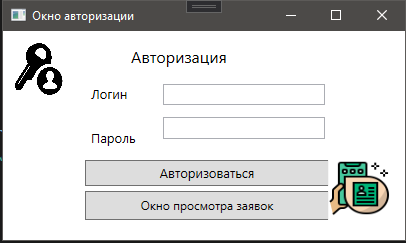 Окно авторизации
Авторизация
Логин
Пароль
Авторизоваться
Окно просмотра заявок